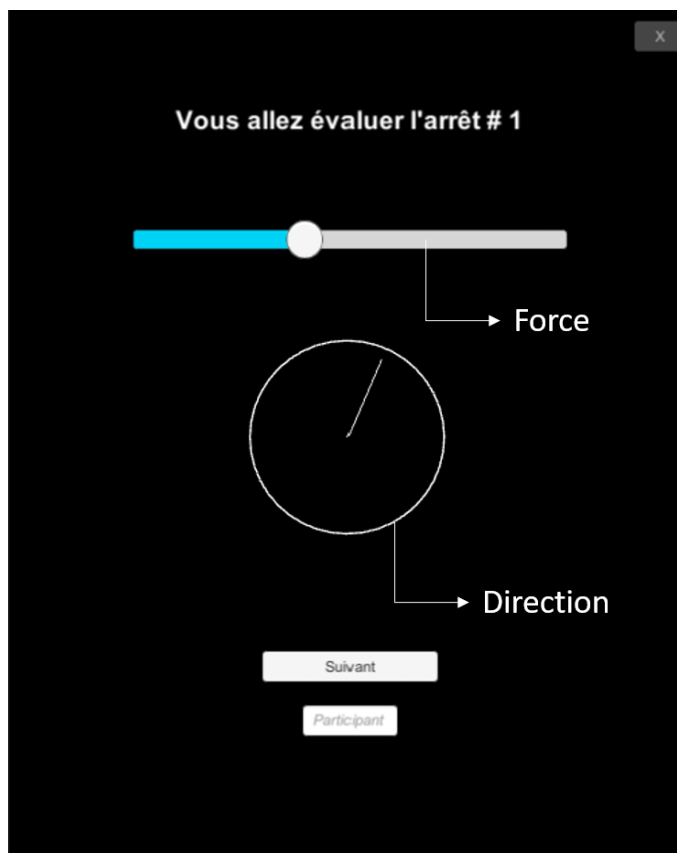 X
Vous allez évaluer l'arrêt # 1
Force
Direction
Suivant
Participant